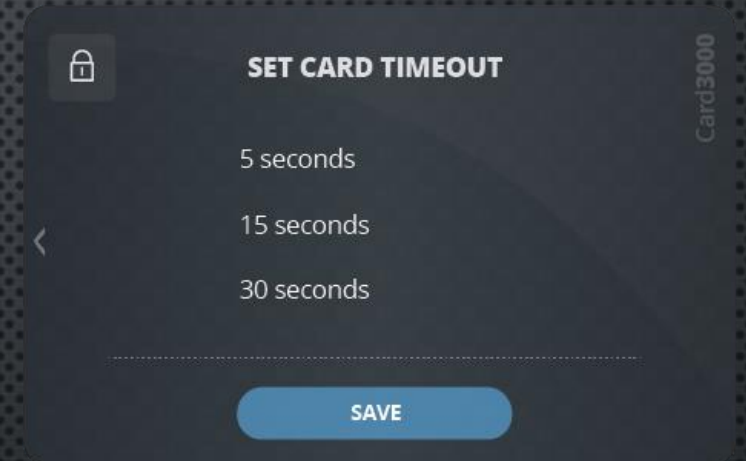 SET CARD TIMEOUT
Card3000
5 seconds
15 seconds
30 seconds
SAVE